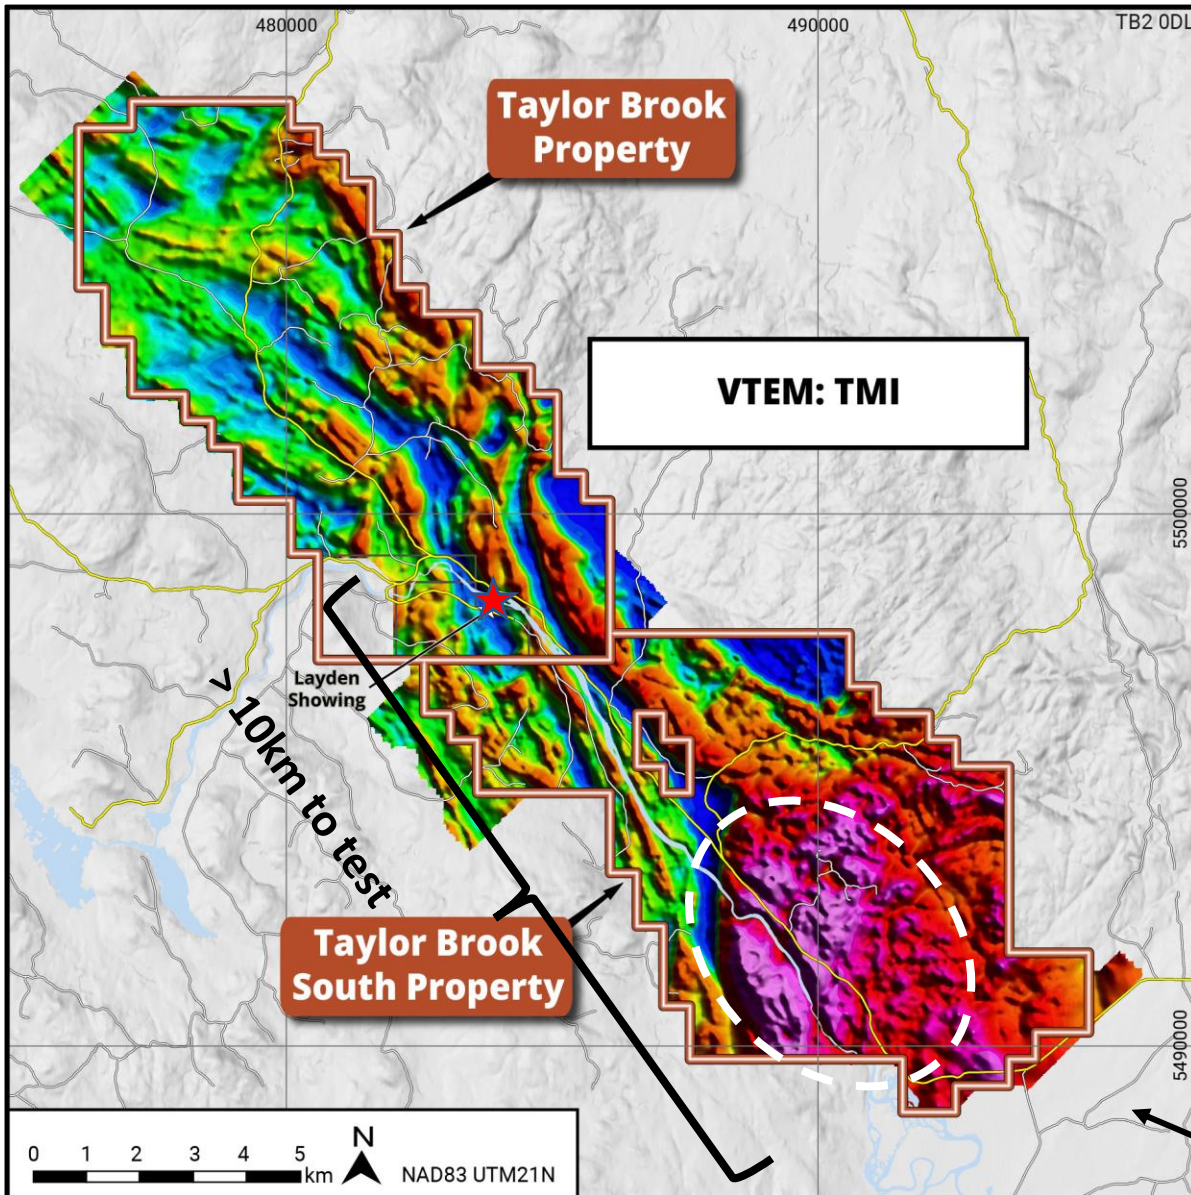 480000
490000
TB2 0DL
Taylor Brook
Property
VTEM: TMI
5500000
Layden
Showing
> 10km to test
Taylor Brook
South Property
5490000
0 1 2 3 4 5
km
N
NAD83 UTM21N